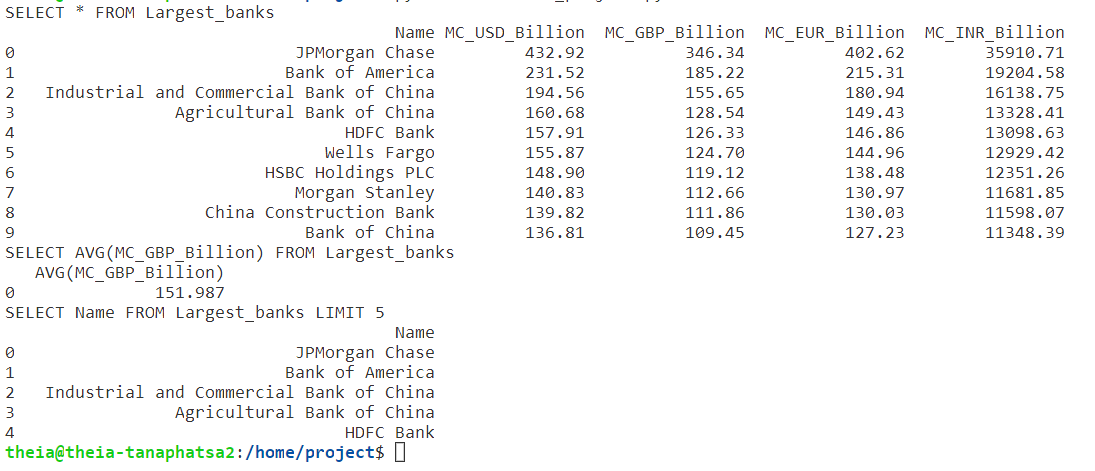 SELECT * FROM Largest_banks
Name MC_USD_Billion MC_GBP_Billion MC_EUR_Billion MC_INR_Billion
0 JPMorgan Chase 432.92 346.34 402.62 35910.71
1 Bank of America 231.52 185.22 215.31 19204.58
2 Industrial and Commercial Bank of China 194.56 155.65 180.94 16138.75
3 Agricultural Bank of China 160.68 128.54 149.43 13328.41
4 HDFC Bank 157.91 126.33 146.86 13098.63
5 Wells Fargo 155.87 124.70 144.96 12929.42
6 HSBC Holdings PLC 148.90 119.12 138.48 12351.26
7 Morgan Stanley 140.83 112.66 130.97 11681.85
8 China Construction Bank 139.82 111.86 130.03 11598.07
9 Bank of China 136.81 109.45 127.23 11348.39
SELECT AVG(MC_GBP_Billion) FROM Largest_banks
AVG(MC_GBP_Billion)
0 151.987
SELECT Name FROM Largest_banks LIMIT 5
Name
0 JPMorgan Chase
1 Bank of America
2 Industrial and Commercial Bank of China
3 Agricultural Bank of China
4 HDFC Bank
theia@theia-tanaphatsa2:/home/project$